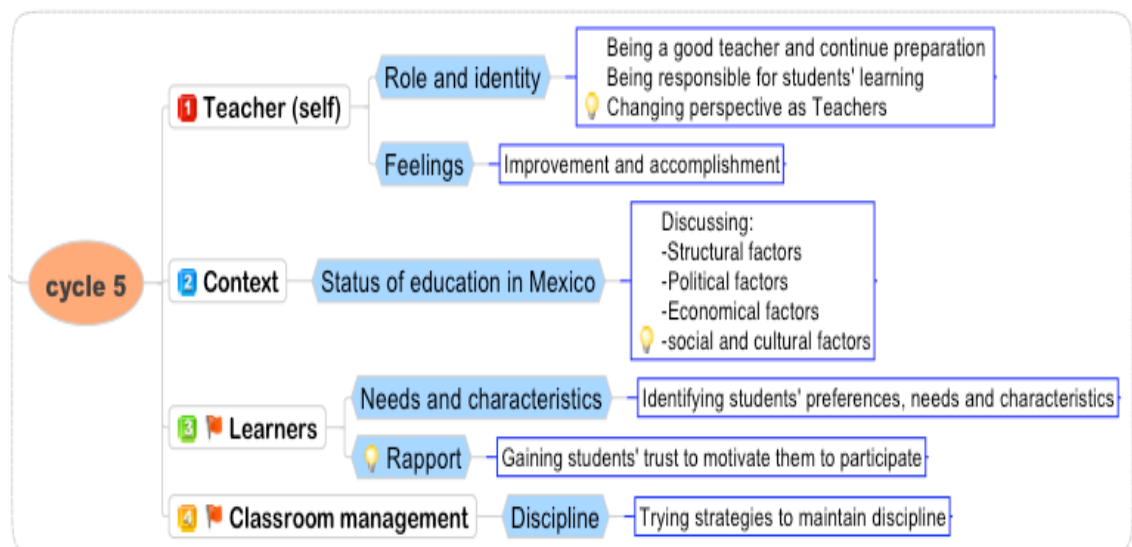 cycle 5
1 Teacher (self)
Role and identity
Being a good teacher and continue preparation
Being responsible for students' learning
Changing perspective as Teachers
Feelings
Improvement and accomplishment
2 Context
Status of education in Mexico
Discussing:
-Structural factors
-Political factors
-Economical factors
-social and cultural factors
3 Learners
Needs and characteristics
Identifying students' preferences, needs and characteristics
Rapport
Gaining students' trust to motivate them to participate
4 Classroom management
Discipline
Trying strategies to maintain discipline